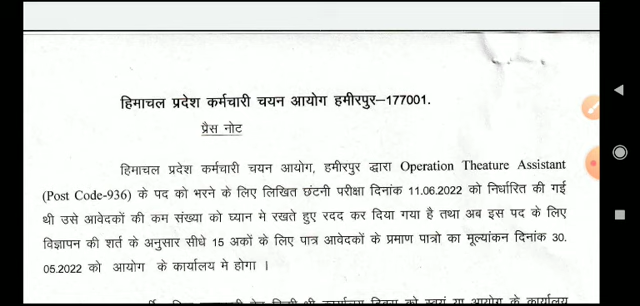 हिमाचल प्रदेश कर्मचारी चयन आयोग हमीरपुर–177001.
प्रैस नोट
हिमाचल प्रदेश कर्मचारी चयन आयोग, हमीरपुर द्वारा Operation Theature Assistant
(Post Code-936) के पद को भरने के लिए लिखित छंटनी परीक्षा दिनांक 11.06.2022 को निर्धारित की गई
थी उसे आवेदकों की कम संख्या को ध्यान मे रखते हुए रदद कर दिया गया है तथा अब इस पद के लिए
विज्ञापन की शर्त के अनुसार सीधे 15 अकों के लिए पात्र आवेदकों के प्रमाण पात्रो का मूल्यांकन दिनांक 30.
05.2022 को आयोग के कार्यालय मे होगा ।